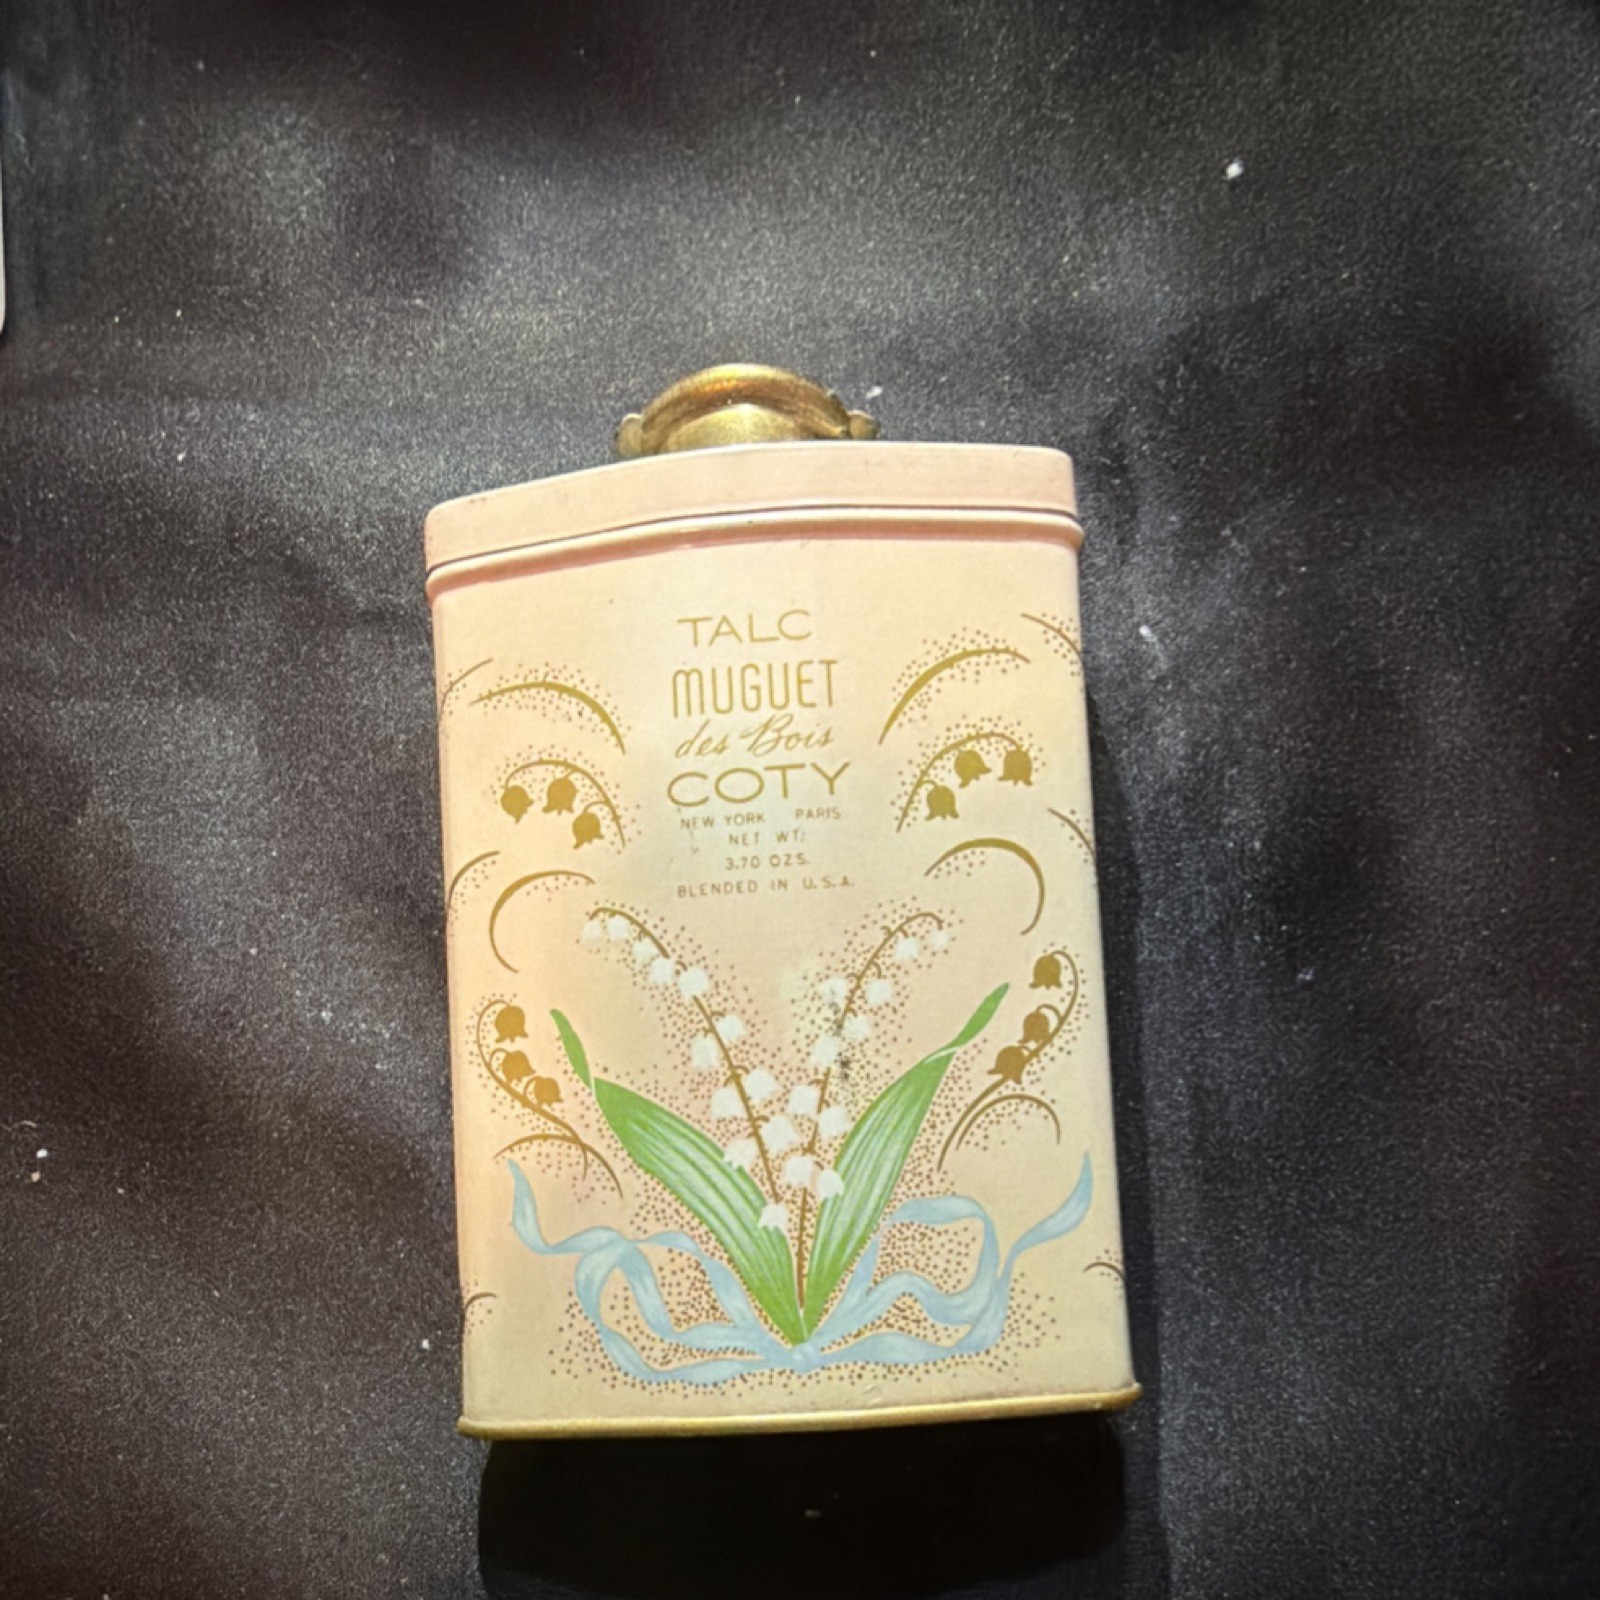 TALC
MUGUET
des Bois
COTY
NEW YORK PARIS
NET WT:
3.70 OZS.
BLENDED IN U.S.A.